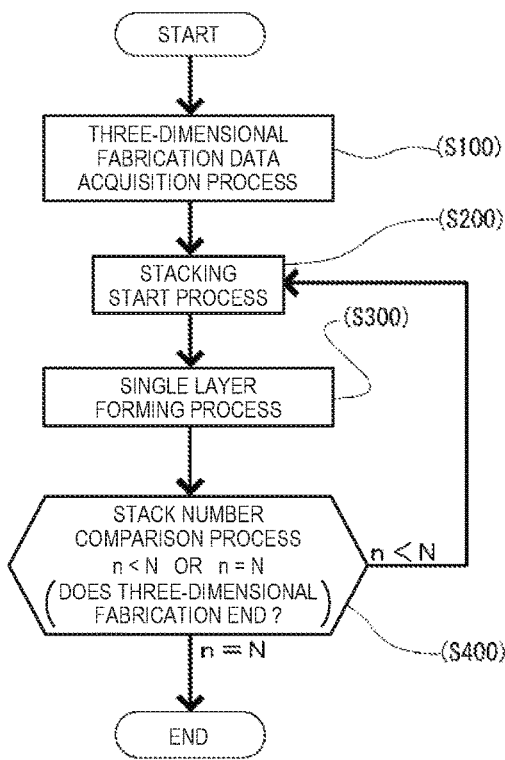 START
THREE-DIMENSIONAL
FABRICATION DATA
ACQUISITION PROCESS
(S100)
(S200)
STACKING
START PROCESS
(S300)
SINGLE LAYER
FORMING PROCESS
STACK NUMBER
COMPARISON PROCESS
n < N OR n = N
(DOES THREE-DIMENSIONAL
FABRICATION END ?)
n < N
(S400)
n = N
END